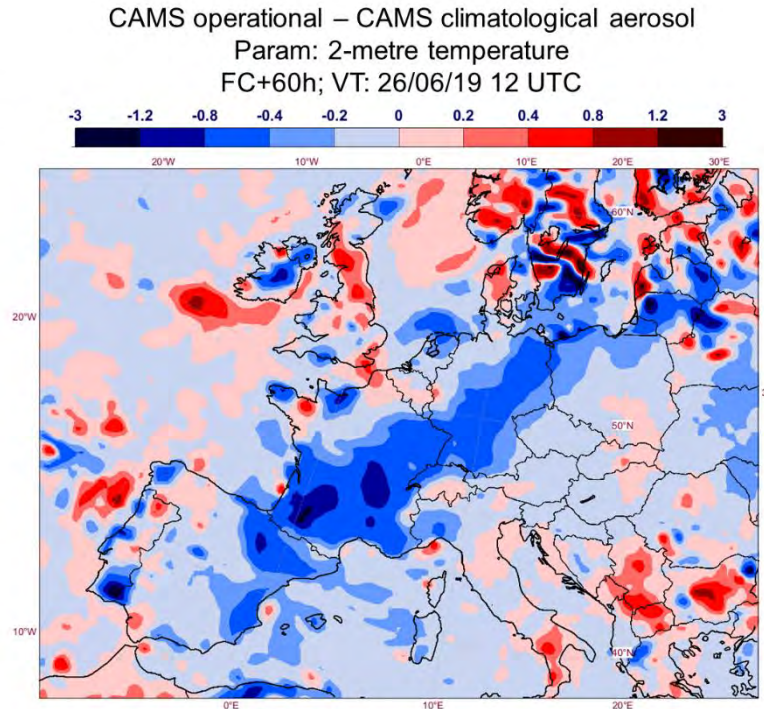 CAMS operational – CAMS climatological aerosol
Param: 2-metre temperature
FC+60h; VT: 26/06/19 12 UTC
-3 -1.2 -0.8 -0.4 -0.2 0 0.2 0.4 0.8 1.2 3
20°W 10°W 0°E 10°E 20°E 30°E
60°N
20°W
50°N
10°W
40°N
0°E 10°E 20°E